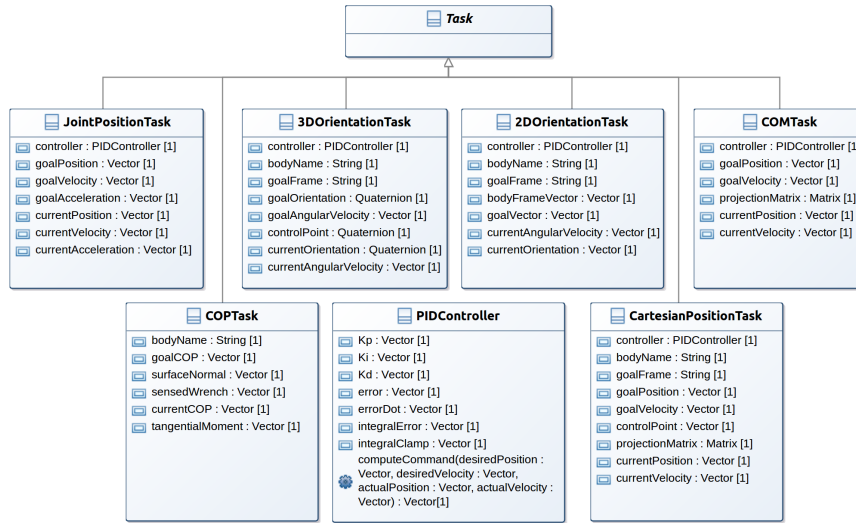 Task
JointPositionTask
controller : PIDController [1]
goalPosition : Vector [1]
goalVelocity : Vector [1]
goalAcceleration : Vector [1]
currentPosition : Vector [1]
currentVelocity : Vector [1]
currentAcceleration : Vector [1]
3DOrientationTask
controller : PIDController [1]
bodyName : String [1]
goalFrame : String [1]
goalOrientation : Quaternion [1]
goalAngularVelocity : Vector [1]
controlPoint : Quaternion [1]
currentOrientation : Quaternion [1]
currentAngularVelocity : Vector [1]
2DOrientationTask
controller : PIDController [1]
bodyName : String [1]
goalFrame : String [1]
bodyFrameVector : Vector [1]
goalVector : Vector [1]
currentAngularVelocity : Vector [1]
currentOrientation : Vector [1]
COMTask
controller : PIDController [1
goalPosition : Vector [1]
goalVelocity : Vector [1]
projectionMatrix : Matrix [1]
currentPosition : Vector [1]
currentVelocity : Vector [1]
COPTask
bodyName : String [1]
goalCOP : Vector [1]
surfaceNormal : Vector [1]
sensedWrench : Vector [1]
currentCOP : Vector [1]
tangentialMoment : Vector [1]
PIDController
Kp : Vector [1]
Ki : Vector [1]
Kd : Vector [1]
error : Vector [1]
errorDot : Vector [1]
integralError : Vector [1]
integralClamp : Vector [1]
computeCommand(desiredPosition :
Vector, desiredVelocity : Vector,
actualPosition : Vector, actualVelocity :
Vector) : Vector[1]
CartesianPositionTask
controller : PIDController [1]
bodyName : String [1]
goalFrame : String [1]
goalPosition : Vector [1]
goalVelocity : Vector [1]
controlPoint : Vector [1]
projectionMatrix : Matrix [1]
currentPosition : Vector [1]
currentVelocity : Vector [1]